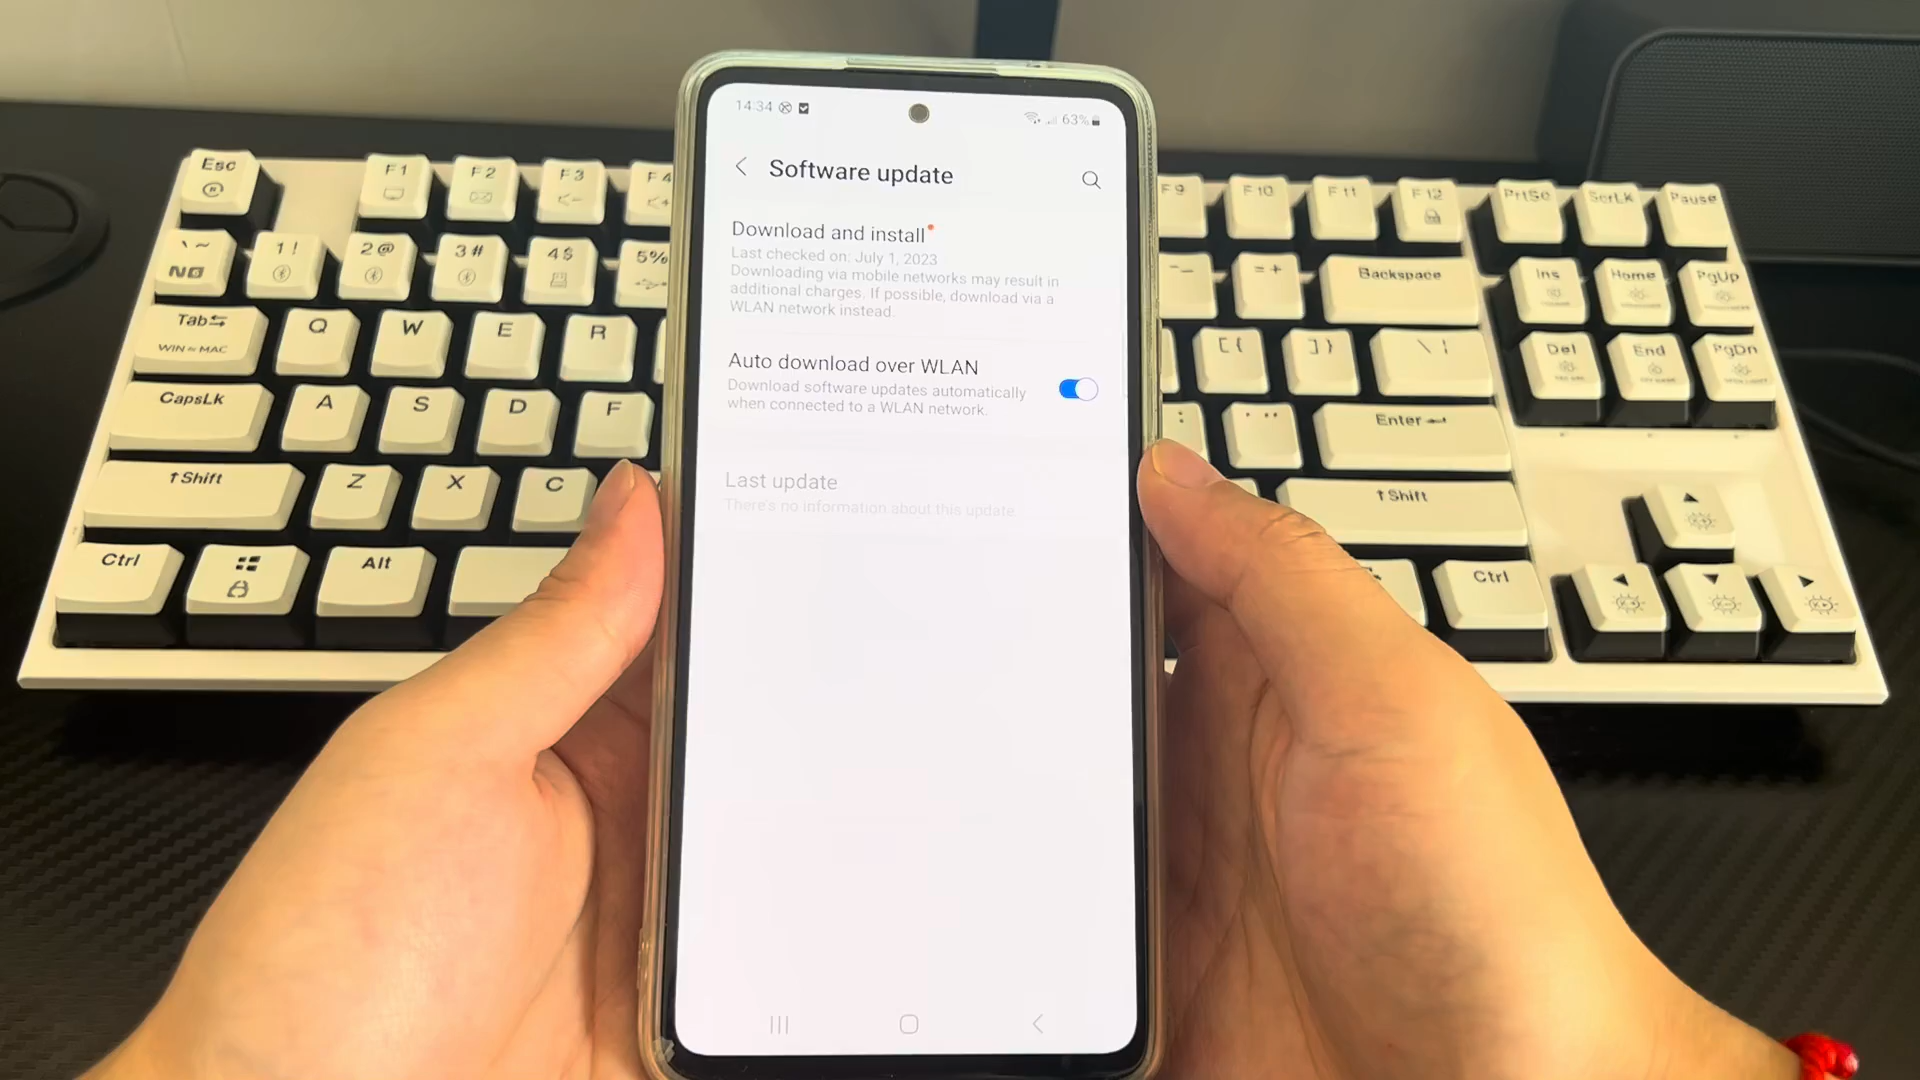 14:34
63%
Software update
Download and install
Last checked on: July 1, 2023
Downloading via mobile networks may result in
additional charges. If possible, download via a
WLAN network instead.
Auto download over WLAN
Download software updates automatically
when connected to a WLAN network.
Last update
There's no information about this update.
Esc
F1
F2
F3
F4
F9
F10
F11
F12
PrtSc
ScrLk
Pause
` ~
1 !
2 @
3 #
4 $
5 %
- _
= +
Backspace
Ins
Home
PgUp
Tab
WIN MAC
Q
W
E
R
[ {
] }
\ |
Del
End
PgDn
CapsLk
A
S
D
F
; :
' "
Enter
↑Shift
Z
X
C
↑Shift
Ctrl
Alt
Ctrl